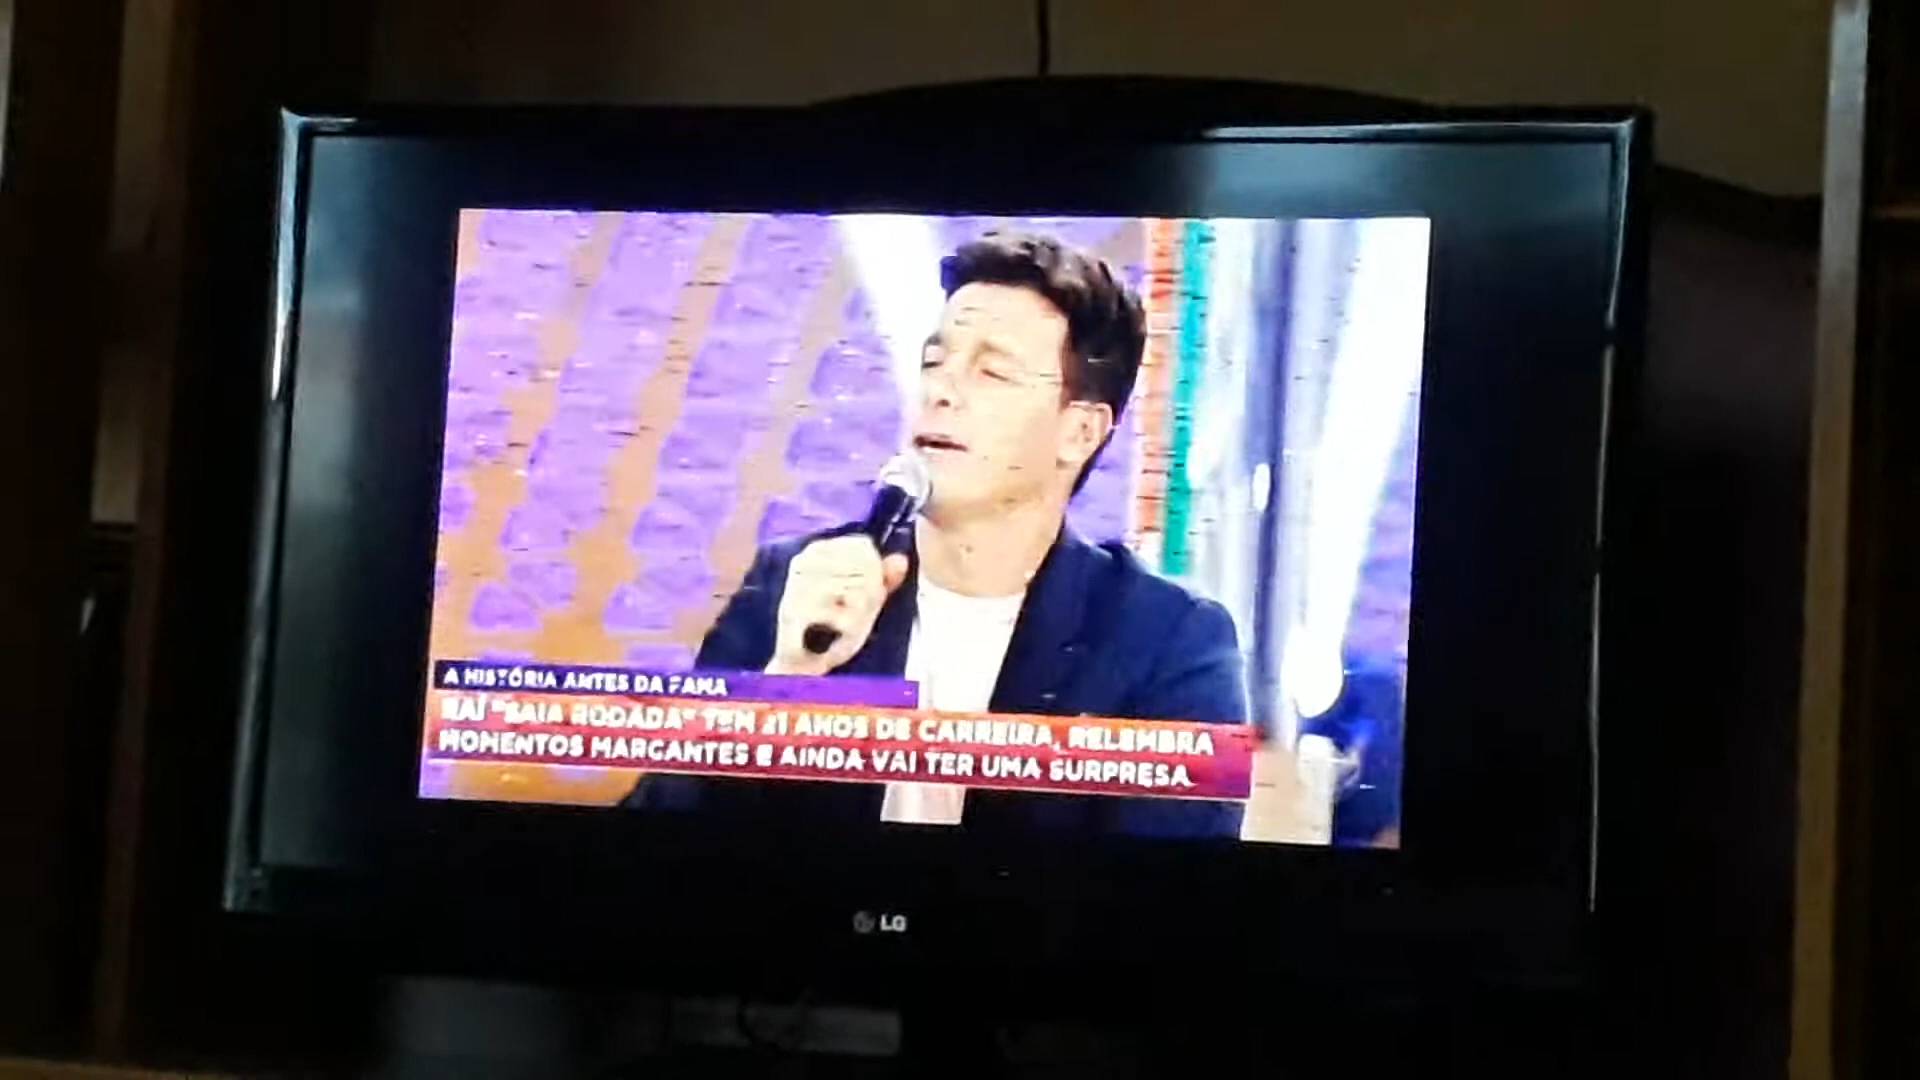 A HISTÓRIA ANTES DA FAMA
RAÍ "SAIA RODADA" TEM 21 ANOS DE CARREIRA, RELEMBRA
MOMENTOS MARCANTES E AINDA VAI TER UMA SURPRESA
LG